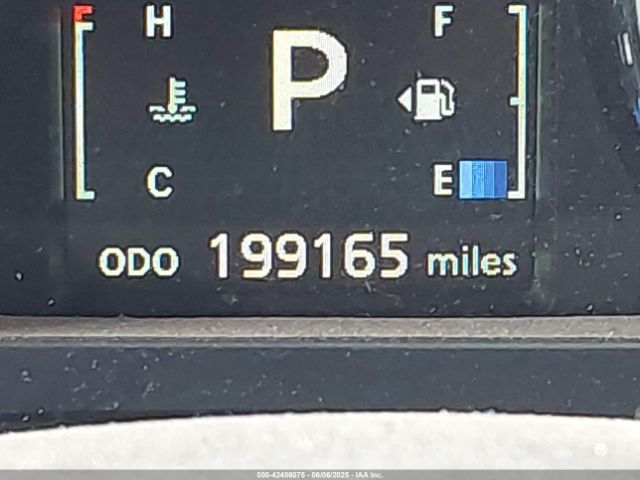 H P F
C E
ODO 199165 miles
000-42456075 - 06/06/2025 - IAA Inc.